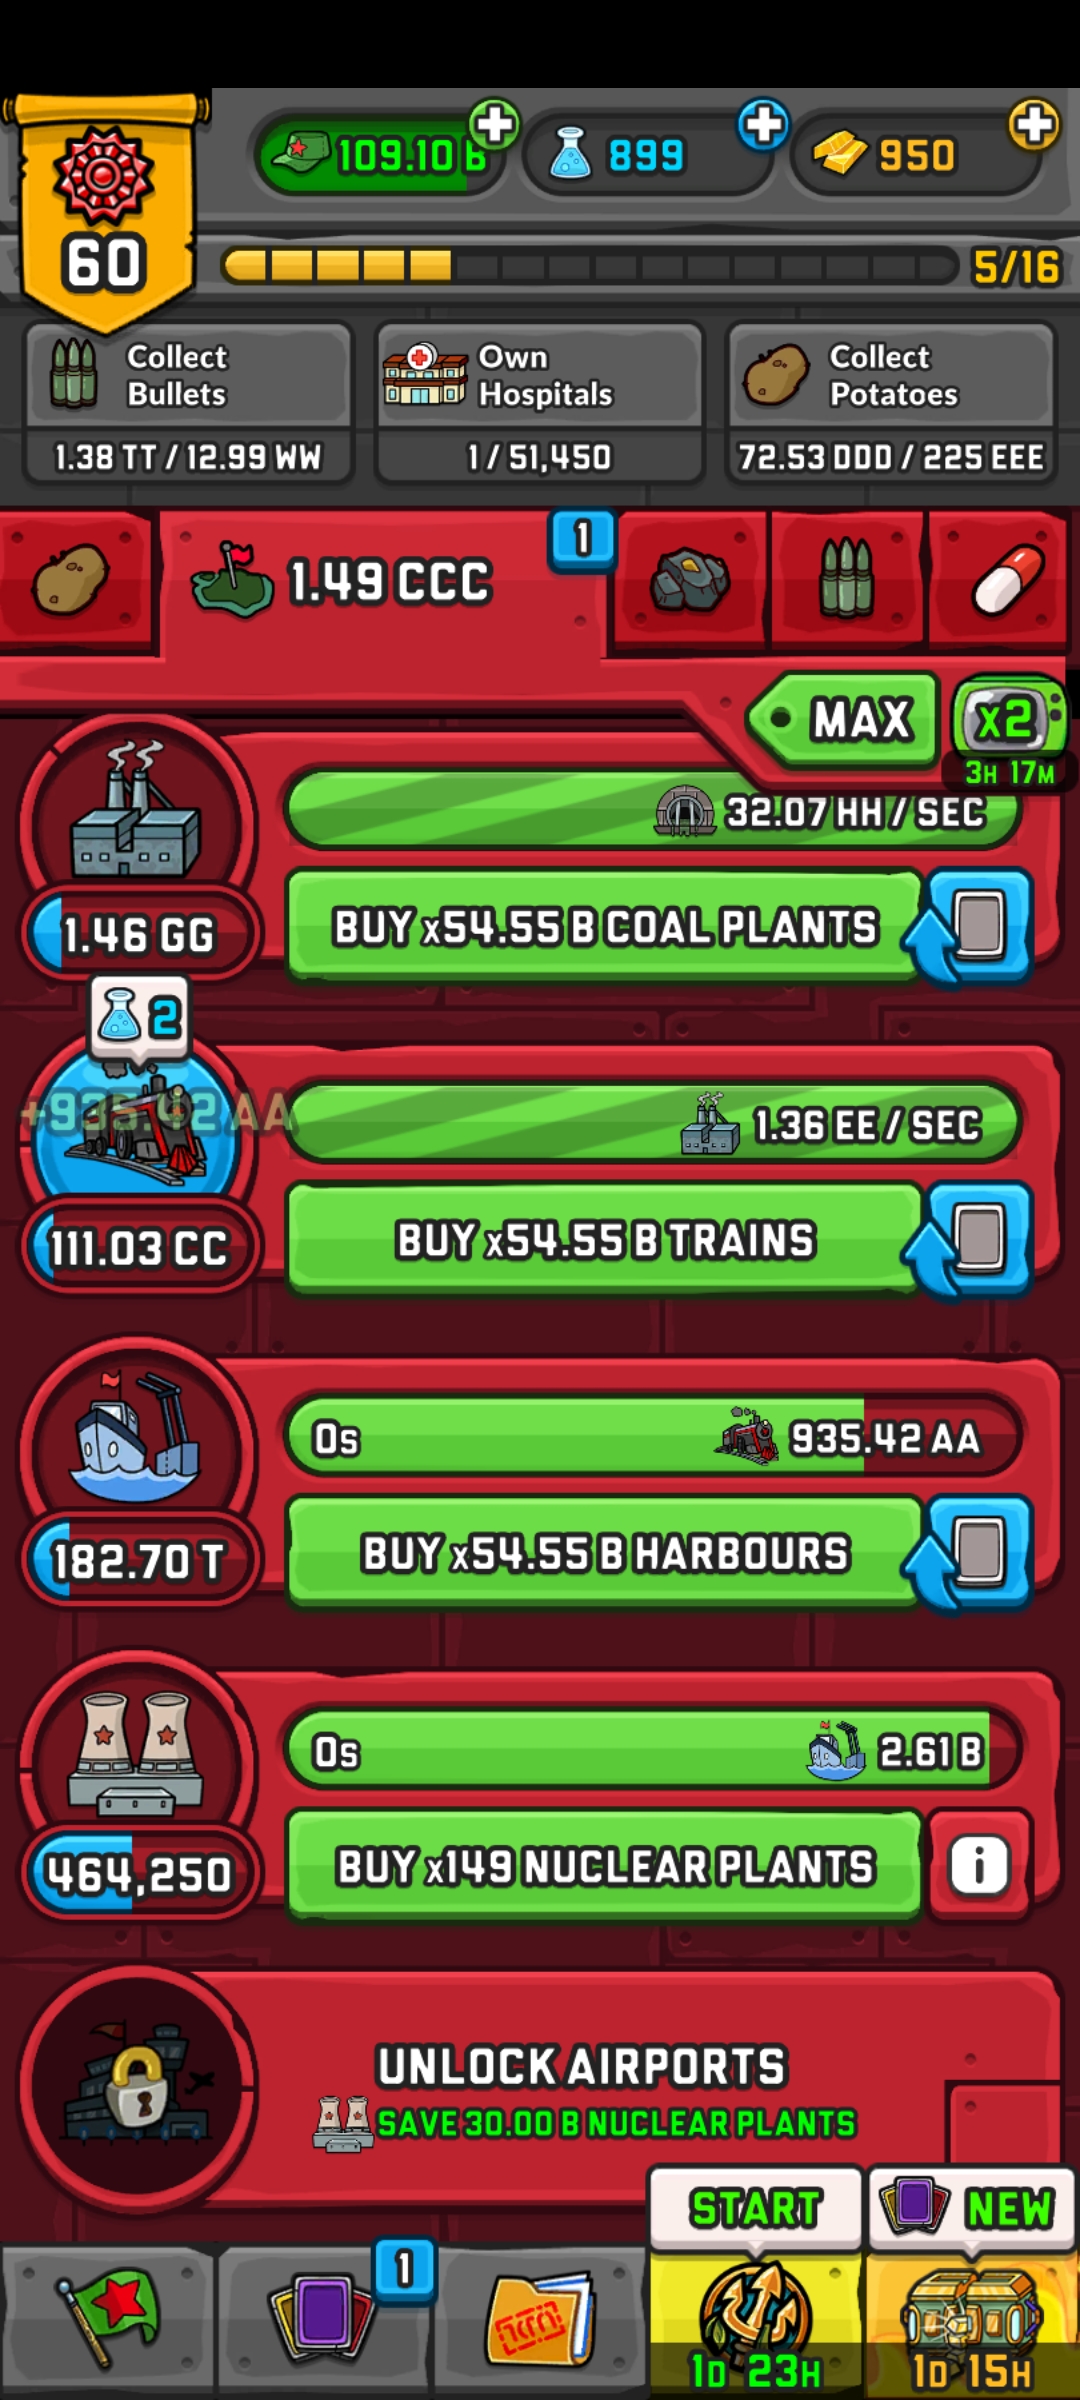 109.10 B
899
950
60
5/16
Collect
Bullets
1.38 TT / 12.99 WW
Own
Hospitals
1 / 51,450
Collect
Potatoes
72.53 DDD / 225 EEE
1.49 CCC
1
MAX
x2
3H 17M
32.07 HH / SEC
1.46 GG
BUY x54.55 B COAL PLANTS
2
+935.42 AA
1.36 EE / SEC
111.03 CC
BUY x54.55 B TRAINS
0s
935.42 AA
182.70 T
BUY x54.55 B HARBOURS
0s
2.61 B
464,250
BUY x149 NUCLEAR PLANTS
i
UNLOCK AIRPORTS
SAVE 30.00 B NUCLEAR PLANTS
START
NEW
1
1D 23H
1D 15H